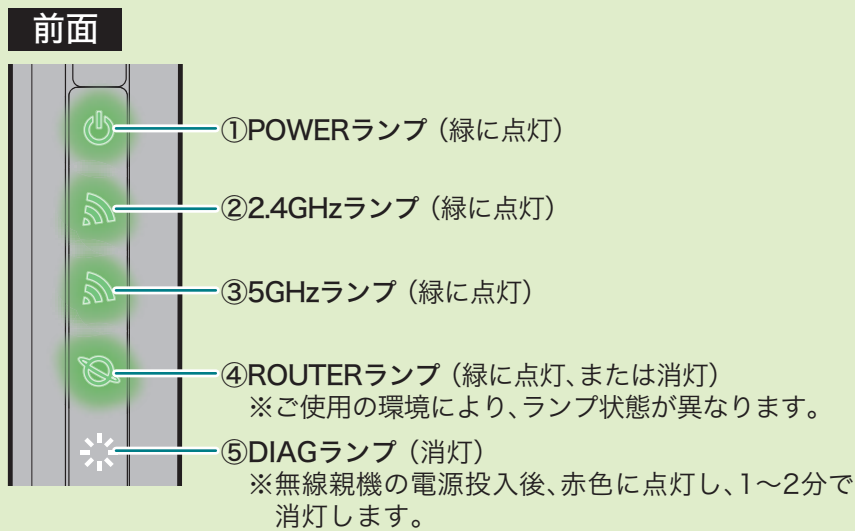 前面
①POWERランプ（緑に点灯）
②2.4GHzランプ（緑に点灯）
③5GHzランプ（緑に点灯）
④ROUTERランプ（緑に点灯、または消灯）
※ご使用の環境により、ランプ状態が異なります。
⑤DIAGランプ（消灯）
※無線親機の電源投入後、赤色に点灯し、1～2分で
消灯します。